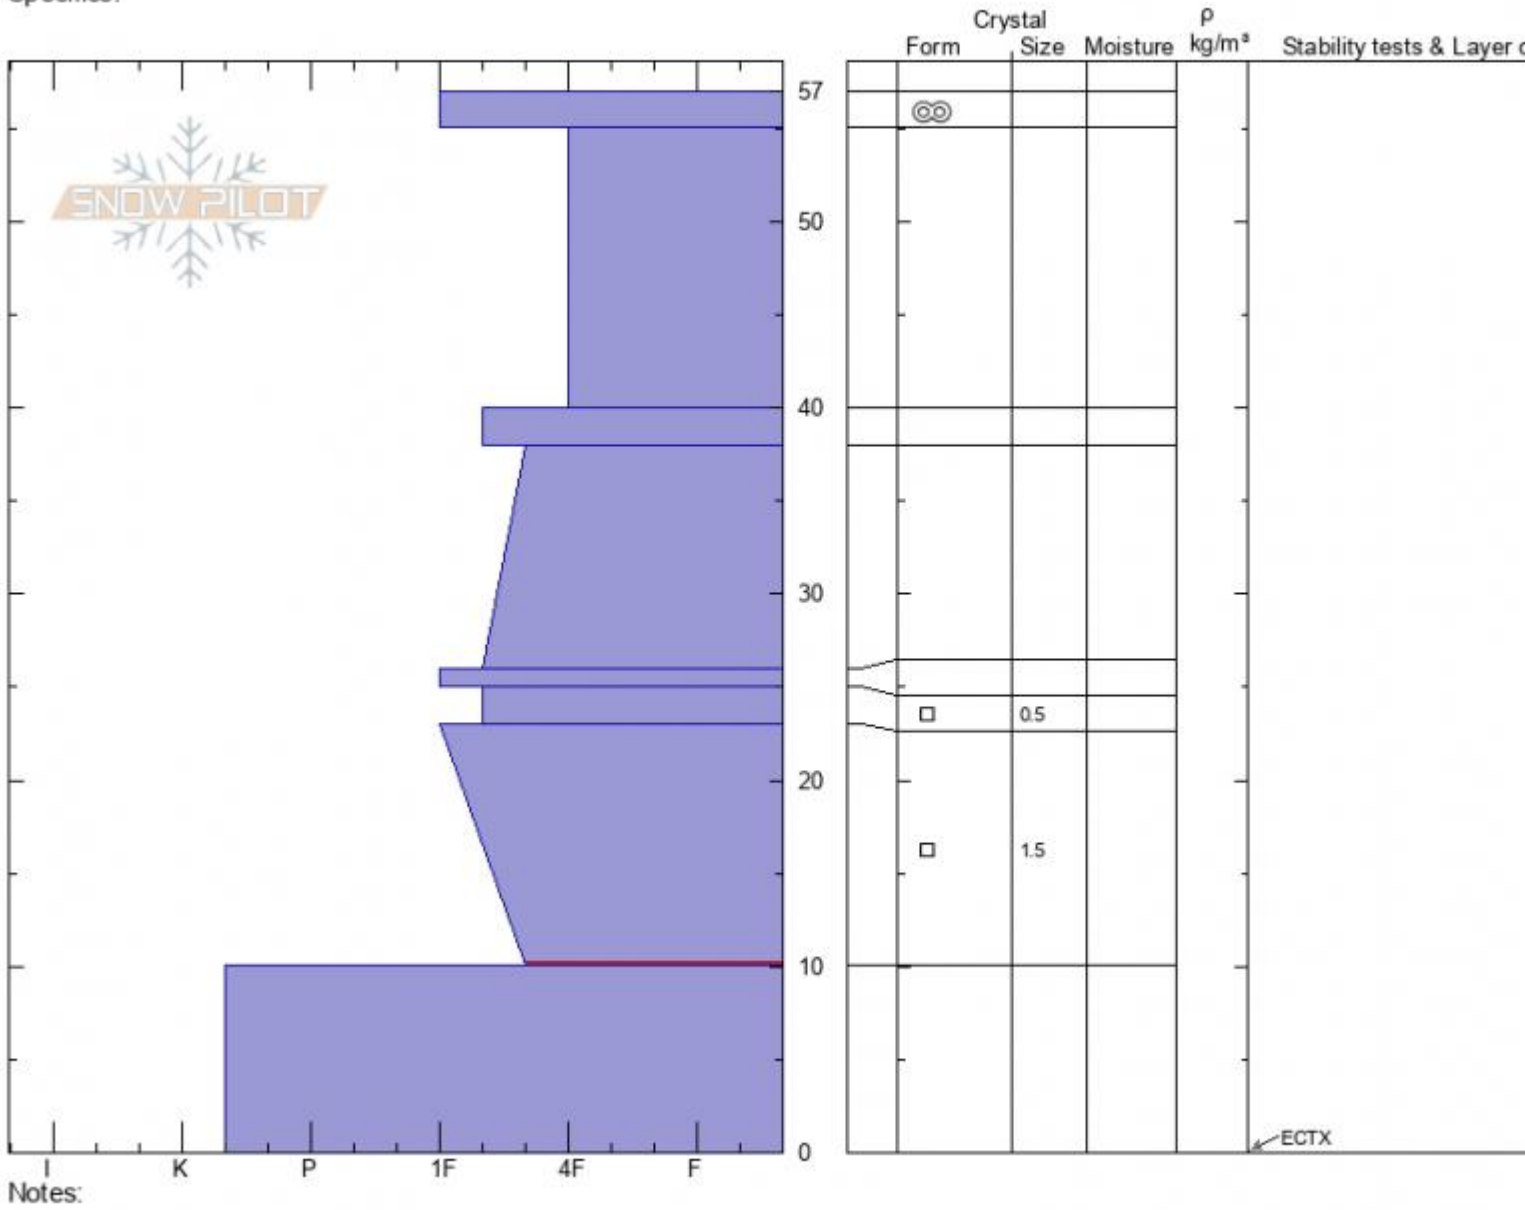 Crystal ρ
Form Size Moisture kg/m³ Stability tests & Layer c
57
SNOW PILOT
50
40
30
0.5
20
1.5
10
0
ECTX
I K P 1F 4F F
Notes: